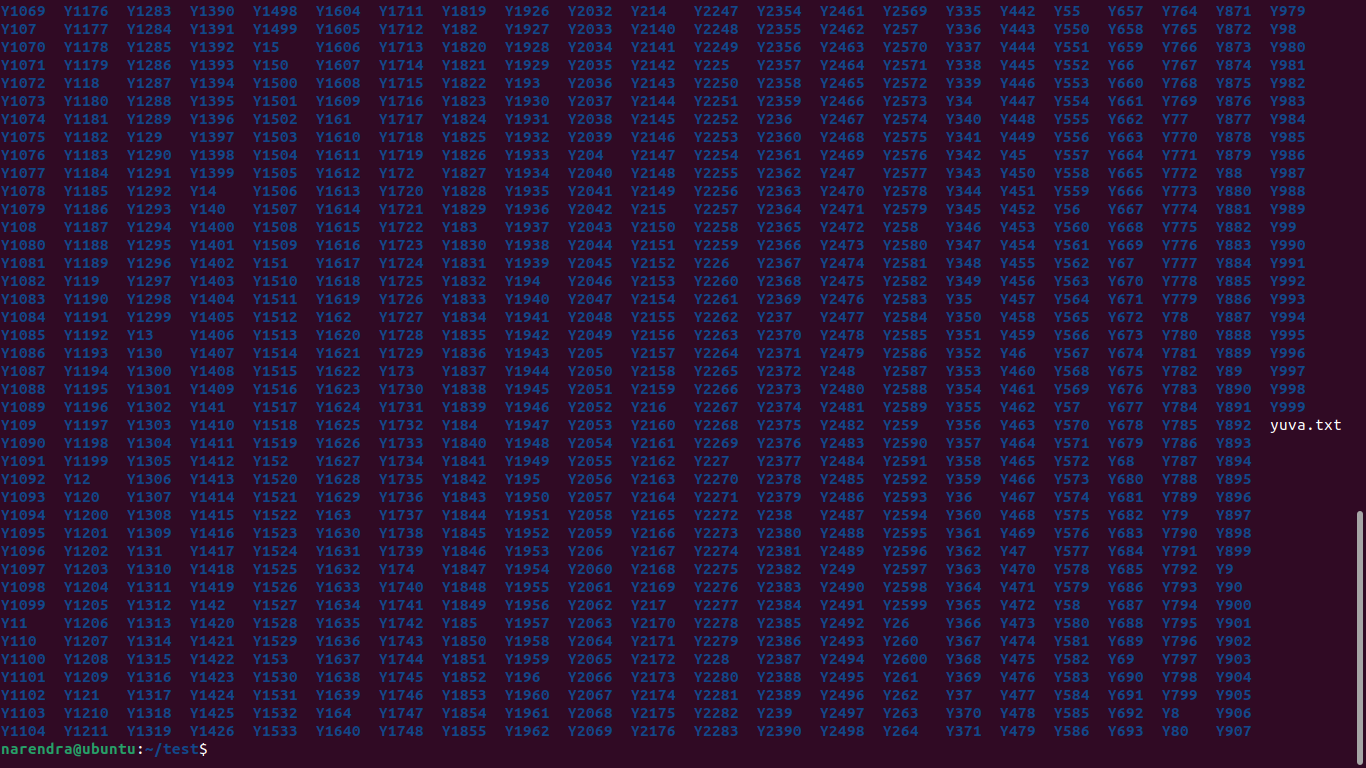 Y1069 Y1176 Y1283 Y1390 Y1498 Y1604 Y1711 Y1819 Y1926 Y2032 Y214 Y2247 Y2354 Y2461 Y2569 Y335 Y442 Y55 Y657 Y764 Y871 Y979
Y107 Y1177 Y1284 Y1391 Y1499 Y1605 Y1712 Y182 Y1927 Y2033 Y2140 Y2248 Y2355 Y2462 Y257 Y336 Y443 Y550 Y658 Y765 Y872 Y98
Y1070 Y1178 Y1285 Y1392 Y15 Y1606 Y1713 Y1820 Y1928 Y2034 Y2141 Y2249 Y2356 Y2463 Y2570 Y337 Y444 Y551 Y659 Y766 Y873 Y980
Y1071 Y1179 Y1286 Y1393 Y150 Y1607 Y1714 Y1821 Y1929 Y2035 Y2142 Y225 Y2357 Y2464 Y2571 Y338 Y445 Y552 Y66 Y767 Y874 Y981
Y1072 Y118 Y1287 Y1394 Y1500 Y1608 Y1715 Y1822 Y193 Y2036 Y2143 Y2250 Y2358 Y2465 Y2572 Y339 Y446 Y553 Y660 Y768 Y875 Y982
Y1073 Y1180 Y1288 Y1395 Y1501 Y1609 Y1716 Y1823 Y1930 Y2037 Y2144 Y2251 Y2359 Y2466 Y2573 Y34 Y447 Y554 Y661 Y769 Y876 Y983
Y1074 Y1181 Y1289 Y1396 Y1502 Y161 Y1717 Y1824 Y1931 Y2038 Y2145 Y2252 Y236 Y2467 Y2574 Y340 Y448 Y555 Y662 Y77 Y877 Y984
Y1075 Y1182 Y129 Y1397 Y1503 Y1610 Y1718 Y1825 Y1932 Y2039 Y2146 Y2253 Y2360 Y2468 Y2575 Y341 Y449 Y556 Y663 Y770 Y878 Y985
Y1076 Y1183 Y1290 Y1398 Y1504 Y1611 Y1719 Y1826 Y1933 Y204 Y2147 Y2254 Y2361 Y2469 Y2576 Y342 Y45 Y557 Y664 Y771 Y879 Y986
Y1077 Y1184 Y1291 Y1399 Y1505 Y1612 Y172 Y1827 Y1934 Y2040 Y2148 Y2255 Y2362 Y247 Y2577 Y343 Y450 Y558 Y665 Y772 Y88 Y987
Y1078 Y1185 Y1292 Y14 Y1506 Y1613 Y1720 Y1828 Y1935 Y2041 Y2149 Y2256 Y2363 Y2470 Y2578 Y344 Y451 Y559 Y666 Y773 Y880 Y988
Y1079 Y1186 Y1293 Y140 Y1507 Y1614 Y1721 Y1829 Y1936 Y2042 Y215 Y2257 Y2364 Y2471 Y2579 Y345 Y452 Y56 Y667 Y774 Y881 Y989
Y108 Y1187 Y1294 Y1400 Y1508 Y1615 Y1722 Y183 Y1937 Y2043 Y2150 Y2258 Y2365 Y2472 Y258 Y346 Y453 Y560 Y668 Y775 Y882 Y99
Y1080 Y1188 Y1295 Y1401 Y1509 Y1616 Y1723 Y1830 Y1938 Y2044 Y2151 Y2259 Y2366 Y2473 Y2580 Y347 Y454 Y561 Y669 Y776 Y883 Y990
Y1081 Y1189 Y1296 Y1402 Y151 Y1617 Y1724 Y1831 Y1939 Y2045 Y2152 Y226 Y2367 Y2474 Y2581 Y348 Y455 Y562 Y67 Y777 Y884 Y991
Y1082 Y119 Y1297 Y1403 Y1510 Y1618 Y1725 Y1832 Y194 Y2046 Y2153 Y2260 Y2368 Y2475 Y2582 Y349 Y456 Y563 Y670 Y778 Y885 Y992
Y1083 Y1190 Y1298 Y1404 Y1511 Y1619 Y1726 Y1833 Y1940 Y2047 Y2154 Y2261 Y2369 Y2476 Y2583 Y35 Y457 Y564 Y671 Y779 Y886 Y993
Y1084 Y1191 Y1299 Y1405 Y1512 Y162 Y1727 Y1834 Y1941 Y2048 Y2155 Y2262 Y237 Y2477 Y2584 Y350 Y458 Y565 Y672 Y78 Y887 Y994
Y1085 Y1192 Y13 Y1406 Y1513 Y1620 Y1728 Y1835 Y1942 Y2049 Y2156 Y2263 Y2370 Y2478 Y2585 Y351 Y459 Y566 Y673 Y780 Y888 Y995
Y1086 Y1193 Y130 Y1407 Y1514 Y1621 Y1729 Y1836 Y1943 Y205 Y2157 Y2264 Y2371 Y2479 Y2586 Y352 Y46 Y567 Y674 Y781 Y889 Y996
Y1087 Y1194 Y1300 Y1408 Y1515 Y1622 Y173 Y1837 Y1944 Y2050 Y2158 Y2265 Y2372 Y248 Y2587 Y353 Y460 Y568 Y675 Y782 Y89 Y997
Y1088 Y1195 Y1301 Y1409 Y1516 Y1623 Y1730 Y1838 Y1945 Y2051 Y2159 Y2266 Y2373 Y2480 Y2588 Y354 Y461 Y569 Y676 Y783 Y890 Y998
Y1089 Y1196 Y1302 Y141 Y1517 Y1624 Y1731 Y1839 Y1946 Y2052 Y216 Y2267 Y2374 Y2481 Y2589 Y355 Y462 Y57 Y677 Y784 Y891 Y999
Y109 Y1197 Y1303 Y1410 Y1518 Y1625 Y1732 Y184 Y1947 Y2053 Y2160 Y2268 Y2375 Y2482 Y259 Y356 Y463 Y570 Y678 Y785 Y892 yuva.txt
Y1090 Y1198 Y1304 Y1411 Y1519 Y1626 Y1733 Y1840 Y1948 Y2054 Y2161 Y2269 Y2376 Y2483 Y2590 Y357 Y464 Y571 Y679 Y786 Y893
Y1091 Y1199 Y1305 Y1412 Y152 Y1627 Y1734 Y1841 Y1949 Y2055 Y2162 Y227 Y2377 Y2484 Y2591 Y358 Y465 Y572 Y68 Y787 Y894
Y1092 Y12 Y1306 Y1413 Y1520 Y1628 Y1735 Y1842 Y195 Y2056 Y2163 Y2270 Y2378 Y2485 Y2592 Y359 Y466 Y573 Y680 Y788 Y895
Y1093 Y120 Y1307 Y1414 Y1521 Y1629 Y1736 Y1843 Y1950 Y2057 Y2164 Y2271 Y2379 Y2486 Y2593 Y36 Y467 Y574 Y681 Y789 Y896
Y1094 Y1200 Y1308 Y1415 Y1522 Y163 Y1737 Y1844 Y1951 Y2058 Y2165 Y2272 Y238 Y2487 Y2594 Y360 Y468 Y575 Y682 Y79 Y897
Y1095 Y1201 Y1309 Y1416 Y1523 Y1630 Y1738 Y1845 Y1952 Y2059 Y2166 Y2273 Y2380 Y2488 Y2595 Y361 Y469 Y576 Y683 Y790 Y898
Y1096 Y1202 Y131 Y1417 Y1524 Y1631 Y1739 Y1846 Y1953 Y206 Y2167 Y2274 Y2381 Y2489 Y2596 Y362 Y47 Y577 Y684 Y791 Y899
Y1097 Y1203 Y1310 Y1418 Y1525 Y1632 Y174 Y1847 Y1954 Y2060 Y2168 Y2275 Y2382 Y249 Y2597 Y363 Y470 Y578 Y685 Y792 Y9
Y1098 Y1204 Y1311 Y1419 Y1526 Y1633 Y1740 Y1848 Y1955 Y2061 Y2169 Y2276 Y2383 Y2490 Y2598 Y364 Y471 Y579 Y686 Y793 Y90
Y1099 Y1205 Y1312 Y142 Y1527 Y1634 Y1741 Y1849 Y1956 Y2062 Y217 Y2277 Y2384 Y2491 Y2599 Y365 Y472 Y58 Y687 Y794 Y900
Y11 Y1206 Y1313 Y1420 Y1528 Y1635 Y1742 Y185 Y1957 Y2063 Y2170 Y2278 Y2385 Y2492 Y26 Y366 Y473 Y580 Y688 Y795 Y901
Y110 Y1207 Y1314 Y1421 Y1529 Y1636 Y1743 Y1850 Y1958 Y2064 Y2171 Y2279 Y2386 Y2493 Y260 Y367 Y474 Y581 Y689 Y796 Y902
Y1100 Y1208 Y1315 Y1422 Y153 Y1637 Y1744 Y1851 Y1959 Y2065 Y2172 Y228 Y2387 Y2494 Y2600 Y368 Y475 Y582 Y69 Y797 Y903
Y1101 Y1209 Y1316 Y1423 Y1530 Y1638 Y1745 Y1852 Y196 Y2066 Y2173 Y2280 Y2388 Y2495 Y261 Y369 Y476 Y583 Y690 Y798 Y904
Y1102 Y121 Y1317 Y1424 Y1531 Y1639 Y1746 Y1853 Y1960 Y2067 Y2174 Y2281 Y2389 Y2496 Y262 Y37 Y477 Y584 Y691 Y799 Y905
Y1103 Y1210 Y1318 Y1425 Y1532 Y164 Y1747 Y1854 Y1961 Y2068 Y2175 Y2282 Y239 Y2497 Y263 Y370 Y478 Y585 Y692 Y8 Y906
Y1104 Y1211 Y1319 Y1426 Y1533 Y1640 Y1748 Y1855 Y1962 Y2069 Y2176 Y2283 Y2390 Y2498 Y264 Y371 Y479 Y586 Y693 Y80 Y907
narendra@ubuntu:~/test$